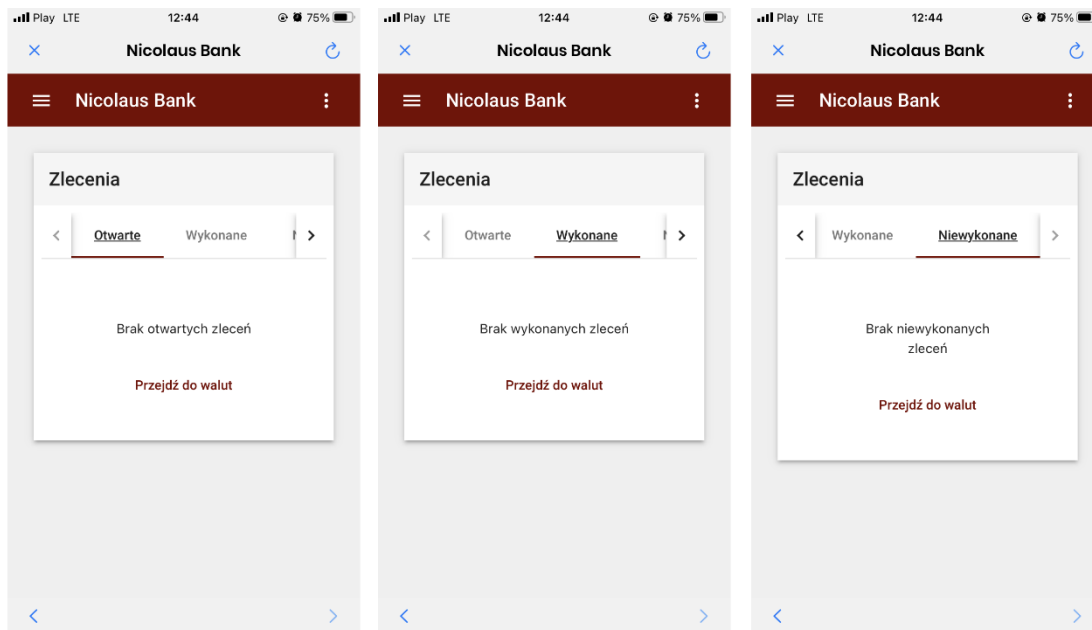 Play LTE 12:44 75%
Nicolaus Bank
Nicolaus Bank
Zlecenia
Otwarte Wykonane
Brak otwartych zleceń
Przejdź do walut
Play LTE 12:44 75%
Nicolaus Bank
Nicolaus Bank
Zlecenia
Otwarte Wykonane
Brak wykonanych zleceń
Przejdź do walut
Play LTE 12:44 75%
Nicolaus Bank
Nicolaus Bank
Zlecenia
Wykonane Niewykonane
Brak niewykonanych
zleceń
Przejdź do walut